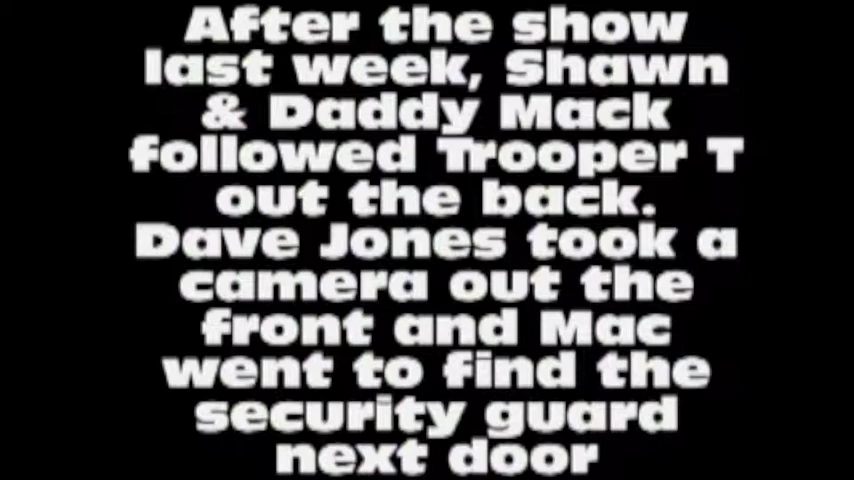 After the show
last week, Shawn
& Daddy Mack
followed Trooper T
out the back.
Dave Jones took a
camera out the
front and Mac
went to find the
security guard
next door